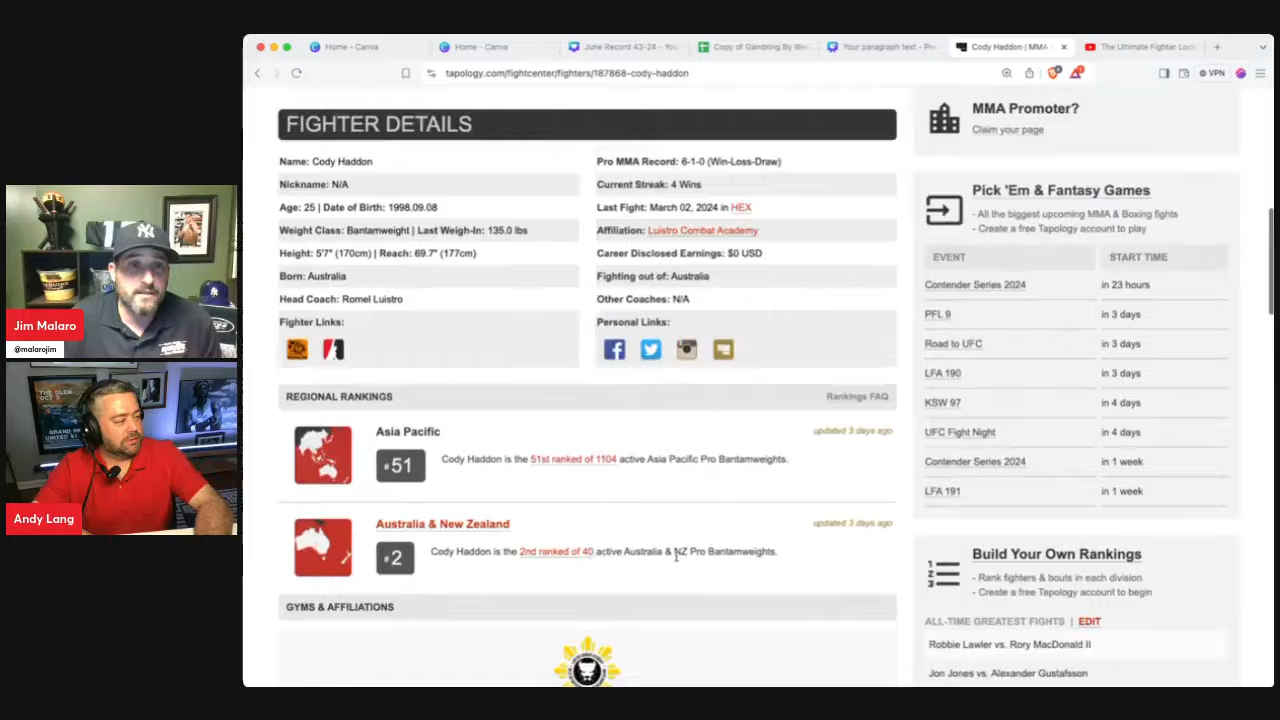 Home - Canva
Home - Canva
June Record 43-24 - You
Copy of Gambling By We
Your paragraph text - Pre
Cody Haddon | MMA
The Ultimate Fighter Loo
tapology.com/fightcenter/fighters/187868-cody-haddon
VPN
FIGHTER DETAILS
Name: Cody Haddon
Pro MMA Record: 6-1-0 (Win-Loss-Draw)
Nickname: N/A
Current Streak: 4 Wins
Age: 25 | Date of Birth: 1998.09.08
Last Fight: March 02, 2024 in HEX
Weight Class: Bantamweight | Last Weigh-In: 135.0 lbs
Affiliation: Luistro Combat Academy
Height: 5'7" (170cm) | Reach: 69.7" (177cm)
Career Disclosed Earnings: $0 USD
Born: Australia
Fighting out of: Australia
Head Coach: Romel Luistro
Other Coaches: N/A
Fighter Links:
Personal Links:
REGIONAL RANKINGS
Rankings FAQ
Asia Pacific
updated 3 days ago
#51
Cody Haddon is the 51st ranked of 1104 active Asia Pacific Pro Bantamweights.
Australia & New Zealand
updated 3 days ago
#2
Cody Haddon is the 2nd ranked of 40 active Australia & NZ Pro Bantamweights.
GYMS & AFFILIATIONS
MMA Promoter?
Claim your page
Pick 'Em & Fantasy Games
- All the biggest upcoming MMA & Boxing fights
- Create a free Tapology account to play
EVENT
START TIME
Contender Series 2024
in 23 hours
PFL 9
in 3 days
Road to UFC
in 3 days
LFA 190
in 3 days
KSW 97
in 4 days
UFC Fight Night
in 4 days
Contender Series 2024
in 1 week
LFA 191
in 1 week
Build Your Own Rankings
- Rank fighters & bouts in each division
- Create a free Tapology account to begin
ALL-TIME GREATEST FIGHTS | EDIT
Robbie Lawler vs. Rory MacDonald II
Jon Jones vs. Alexander Gustafsson
Jim Malaro
@malarojim
Andy Lang